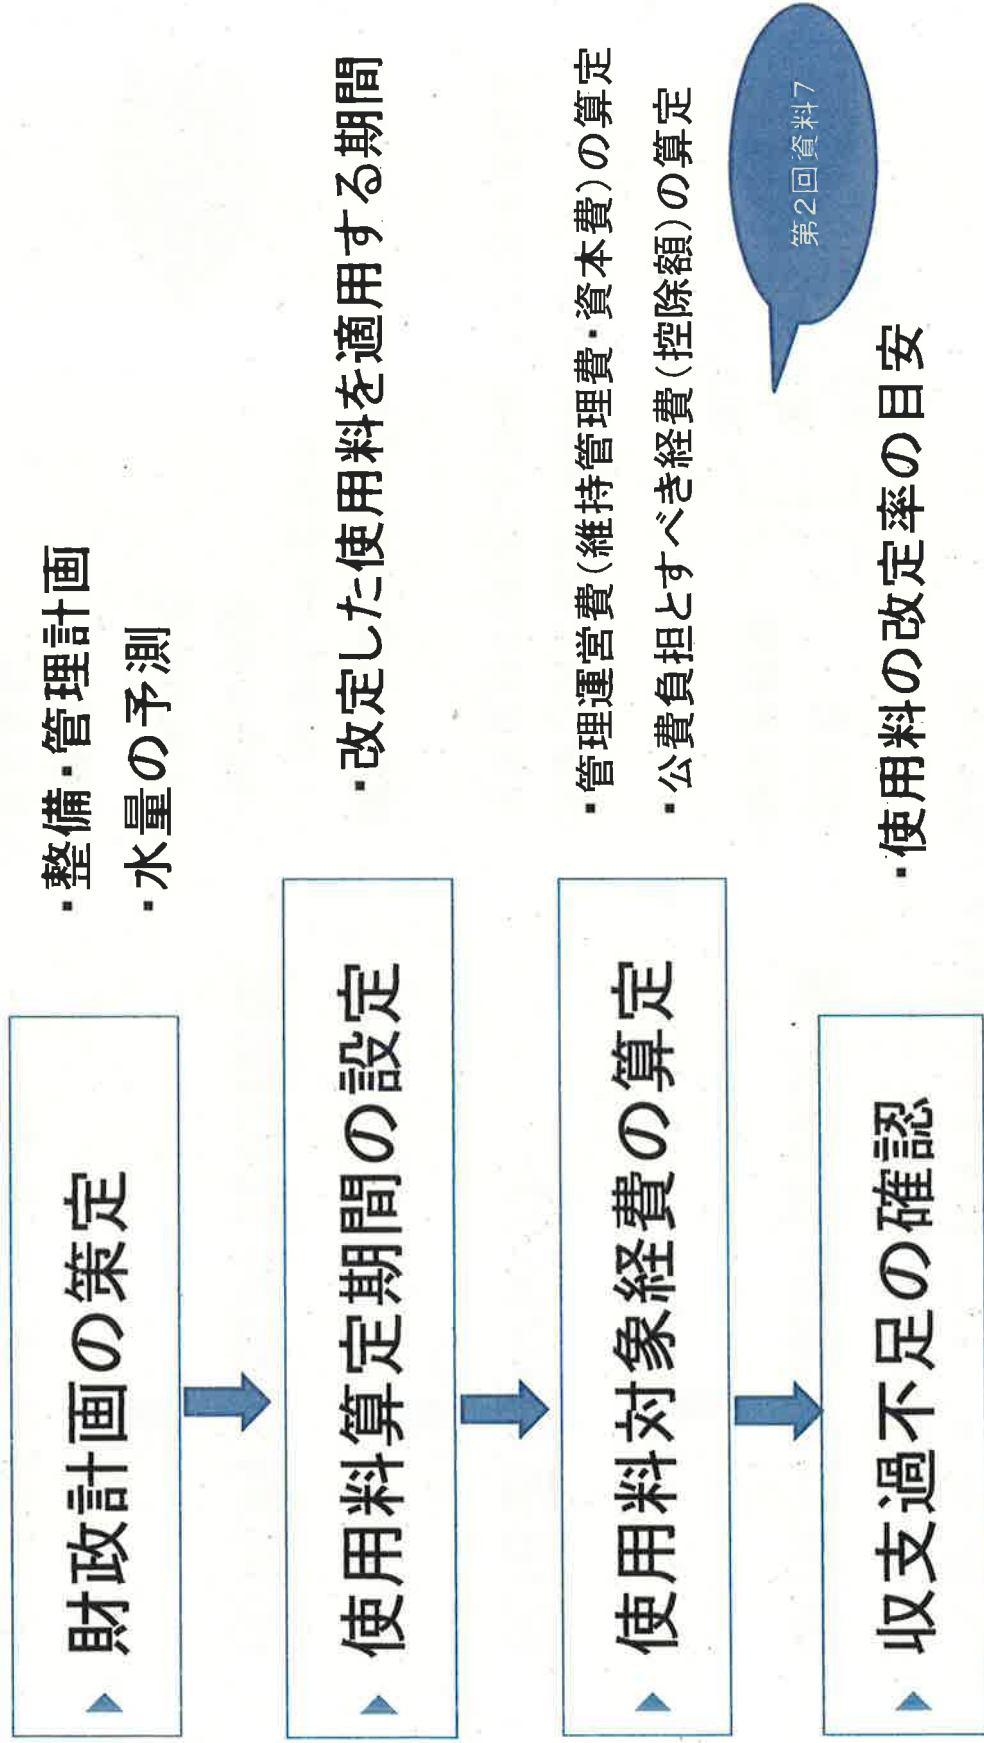 財政計画の策定
・整備・管理計画
・水量の予測
使用料算定期間の設定
・改定した使用料を適用する期間
使用料対象経費の算定
・管理運営費(維持管理費・資本費)の算定
・公費負担とすべき経費(控除額)の算定
第2回資料7
収支過不足の確認
・使用料の改定率の目安